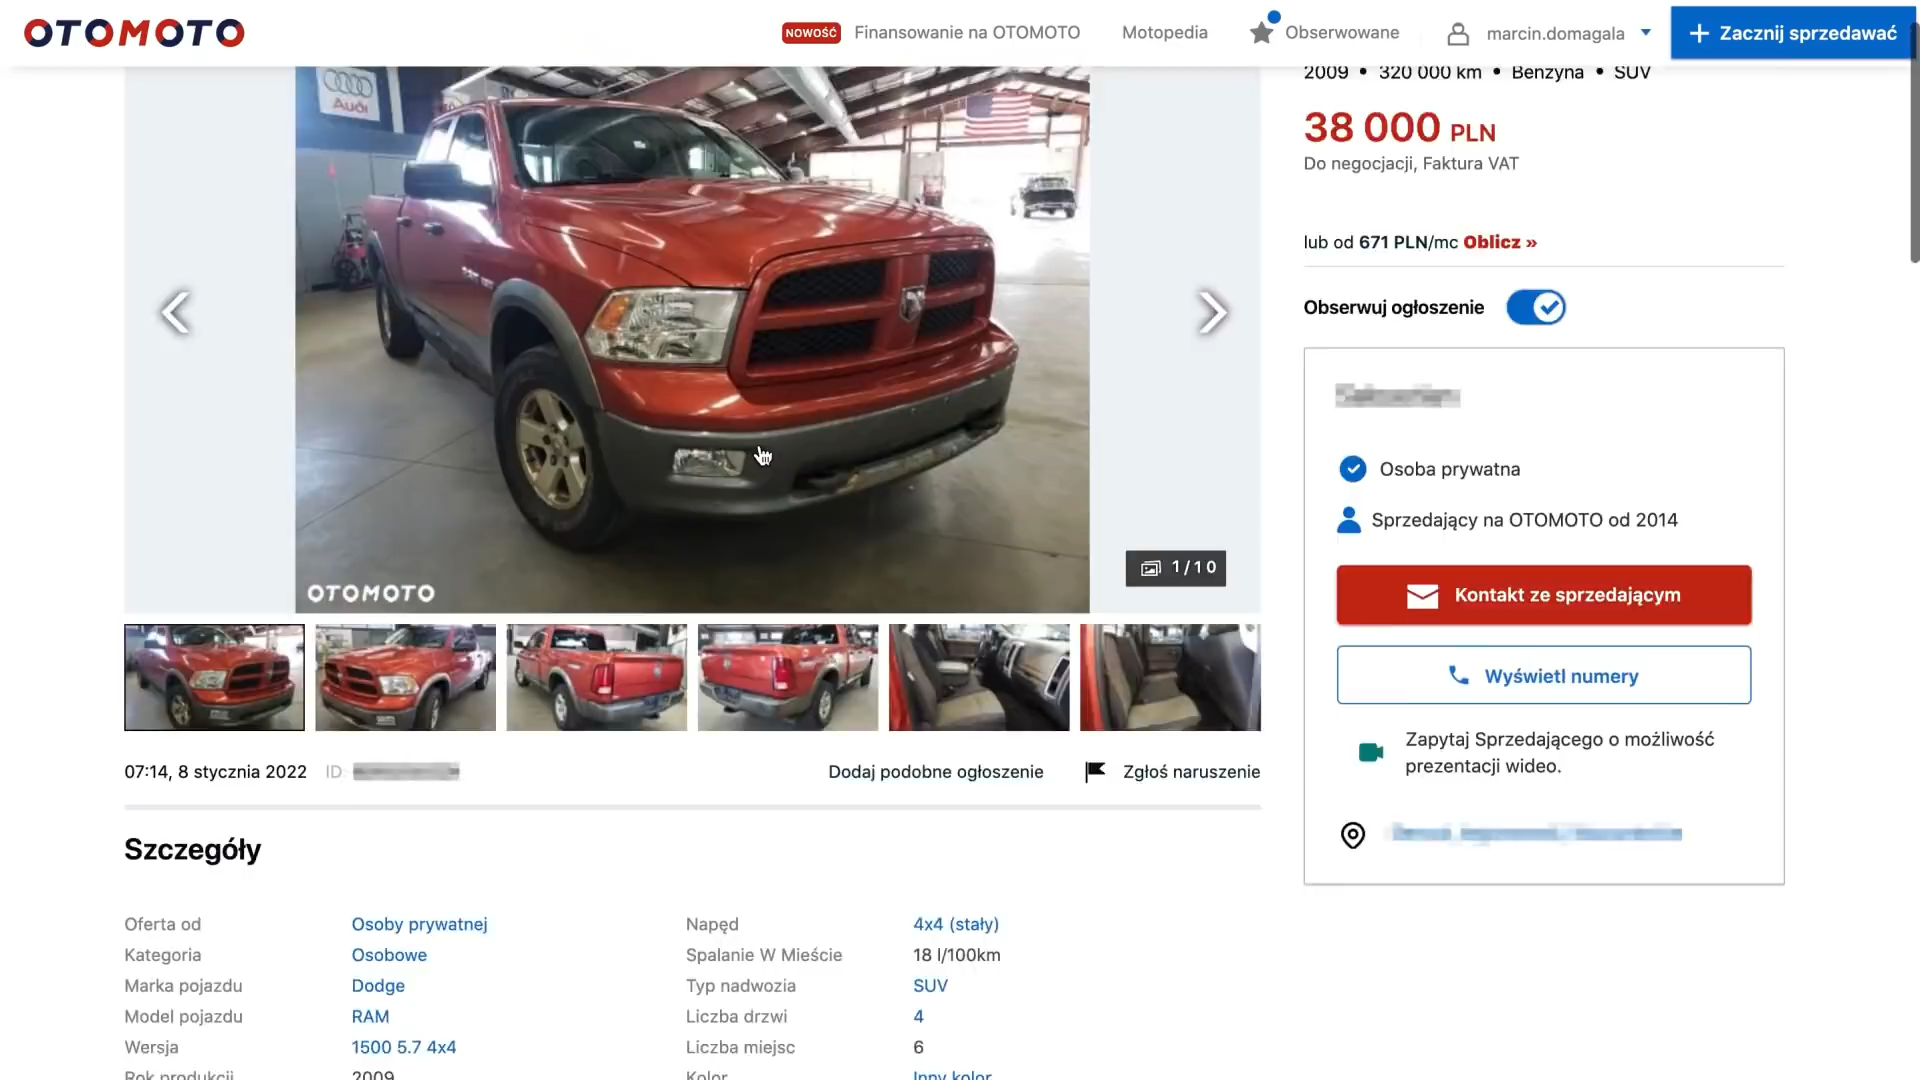 OTOMOTO
NOWOŚĆ Finansowanie na OTOMOTO
Motopedia
Obserwowane
marcin.domagala
+ Zacznij sprzedawać
2009 • 320 000 km • Benzyna • SUV
38 000 PLN
Do negocjacji, Faktura VAT
lub od 671 PLN/mc Oblicz »
Obserwuj ogłoszenie
Audi
OTOMOTO
1/10
Osoba prywatna
Sprzedający na OTOMOTO od 2014
Kontakt ze sprzedającym
Wyświetl numery
Zapytaj Sprzedającego o możliwość
prezentacji wideo.
07:14, 8 stycznia 2022 ID:
Dodaj podobne ogłoszenie
Zgłoś naruszenie
Szczegóły
Oferta od Osoby prywatnej
Kategoria Osobowe
Marka pojazdu Dodge
Model pojazdu RAM
Wersja 1500 5.7 4x4
Rok produkcji 2009
Napęd 4x4 (stały)
Spalanie W Mieście 18 l/100km
Typ nadwozia SUV
Liczba drzwi 4
Liczba miejsc 6
Kolor Inny kolor